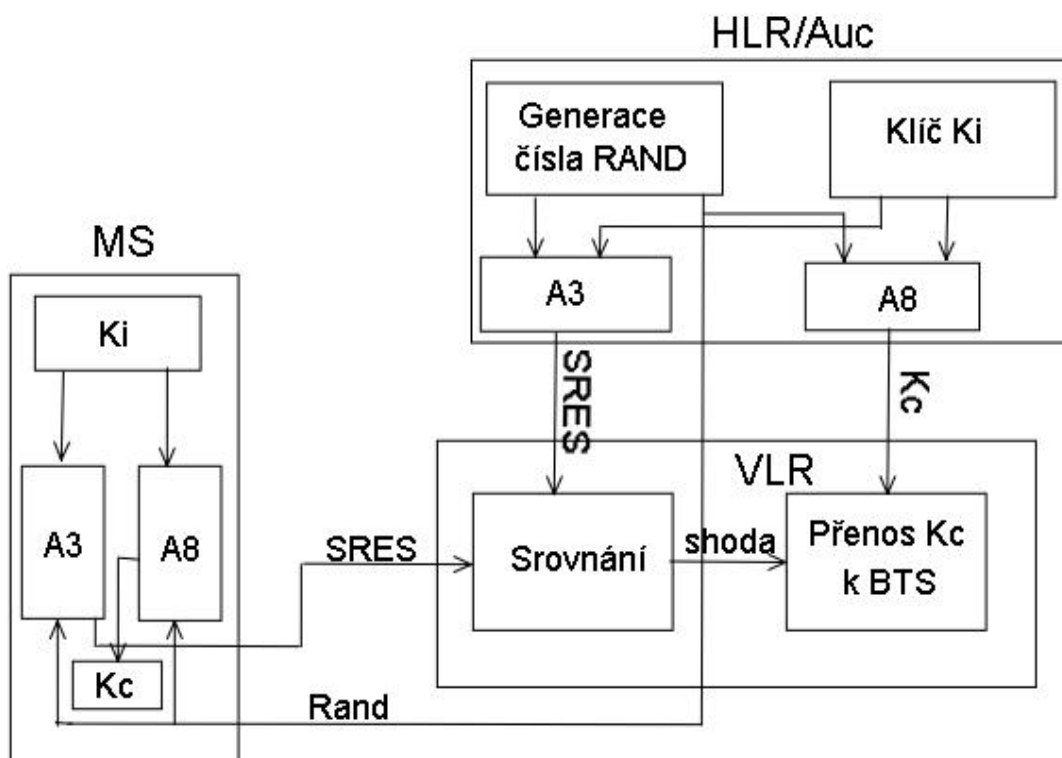 HLR/Auc
Generace
čísla RAND
Klíč Ki
MS
A3
A8
Ki
SRES
Kc
VLR
A3
A8
SRES
Srovnání
shoda
Přenos Kc
k BTS
Kc
Rand